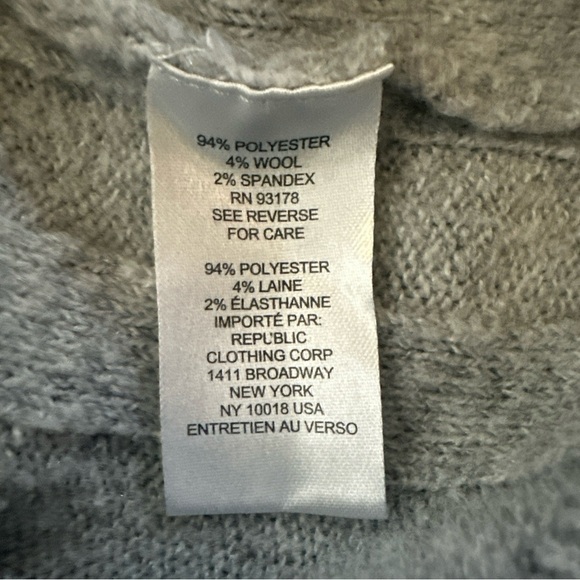 94% POLYESTER
4% WOOL
2% SPANDEX
RN 93178
SEE REVERSE
FOR CARE
94% POLYESTER
4% LAINE
2% ÉLASTHANNE
IMPORTÉ PAR:
REPUBLIC
CLOTHING CORP
1411 BROADWAY
NEW YORK
NY 10018 USA
ENTRETIEN AU VERSO